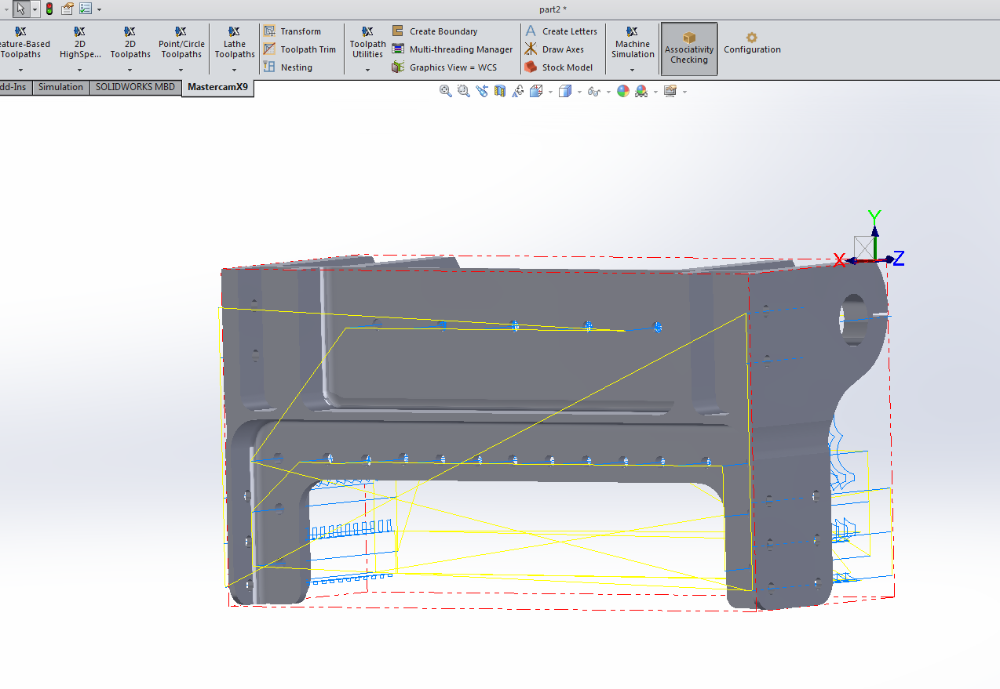 part2 *
eature-Based
Toolpaths
2D
HighSpe...
2D
Toolpaths
Point/Circle
Toolpaths
Lathe
Toolpaths
Transform
Toolpath Trim
Nesting
Toolpath
Utilities
Create Boundary
Multi-threading Manager
Graphics View = WCS
Create Letters
Draw Axes
Stock Model
Machine
Simulation
Associativity
Checking
Configuration
dd-Ins
Simulation
SOLIDWORKS MBD
MastercamX9
Y
X
Z